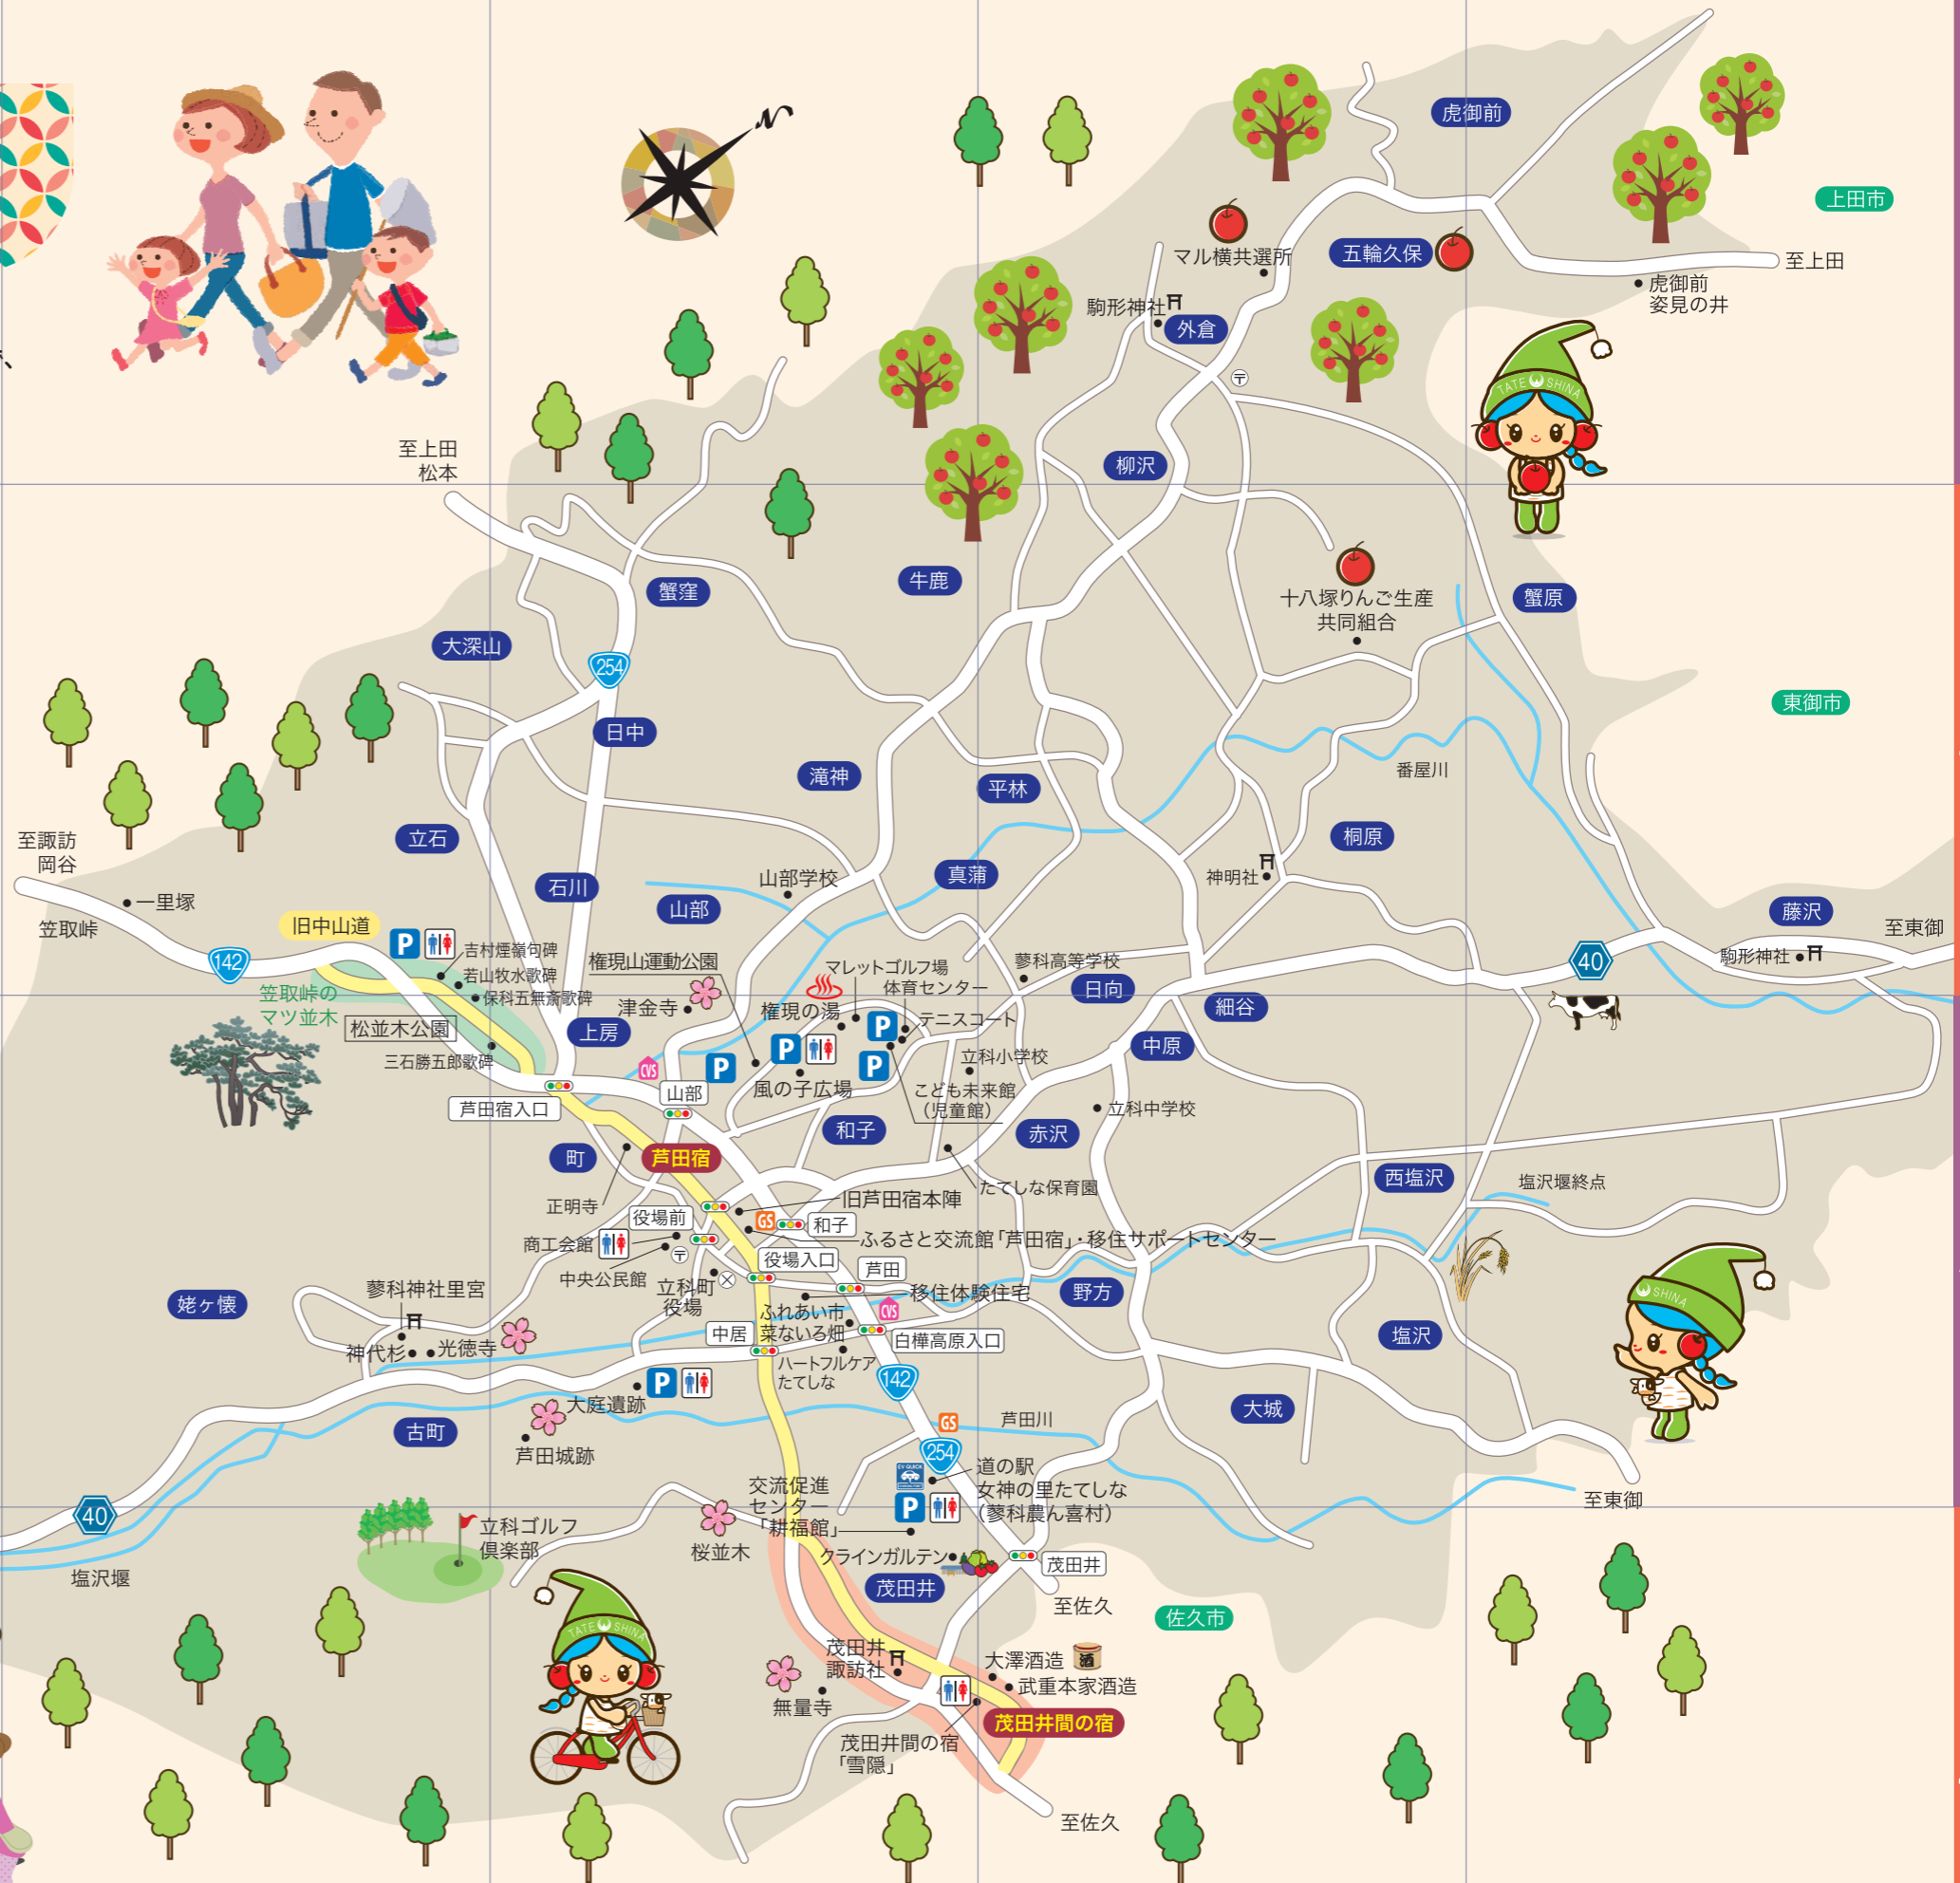 N
虎御前
上田市
マル横共選所
五輪久保
至上田
虎御前
姿見の井
駒形神社
外倉
〒
TATE SHINA
至上田
松本
柳沢
牛鹿
蟹窪
十八塚りんご生産
共同組合
蟹原
大深山
254
東御市
日中
滝神
平林
番屋川
立石
桐原
至諏訪
岡谷
石川
山部学校
真蒲
神明社
一里塚
山部
藤沢
笠取峠
旧中山道
P
吉村煙嶺句碑
142
若山牧水歌碑
保科五無斎歌碑
権現山運動公園
マレットゴルフ場
体育センター
蓼科高等学校
日向
40
駒形神社
至東御
笠取峠の
マツ並木
松並木公園
三石勝五郎歌碑
上房
津金寺
権現の湯
P
テニスコート
細谷
中原
CVS
P
P
P
立科小学校
風の子広場
こども未来館
（児童館）
山部
芦田宿入口
和子
赤沢
立科中学校
町
芦田宿
西塩沢
正明寺
たてしな保育園
塩沢堰終点
旧芦田宿本陣
役場前
GS
和子
商工会館
〒
ふるさと交流館「芦田宿」・移住サポートセンター
中央公民館
役場入口
芦田
立科町
役場
移住体験住宅
野方
SHINA
蓼科神社里宮
姥ヶ懐
ふれあい市
菜ないろ畑
CVS
中居
白樺高原入口
塩沢
神代杉
光徳寺
ハートフルケア
たてしな
142
P
大庭遺跡
大城
古町
GS
芦田川
芦田城跡
254
EV QUICK
道の駅
女神の里たてしな
（蓼科農ん喜村）
交流促進
センター
「耕福館」
P
至東御
40
立科ゴルフ
倶楽部
桜並木
クラインガルテン
茂田井
塩沢堰
茂田井
至佐久
佐久市
TATE SHINA
茂田井
諏訪社
大澤酒造
酒
武重本家酒造
無量寺
茂田井間の宿
茂田井間の宿
「雪隠」
至佐久